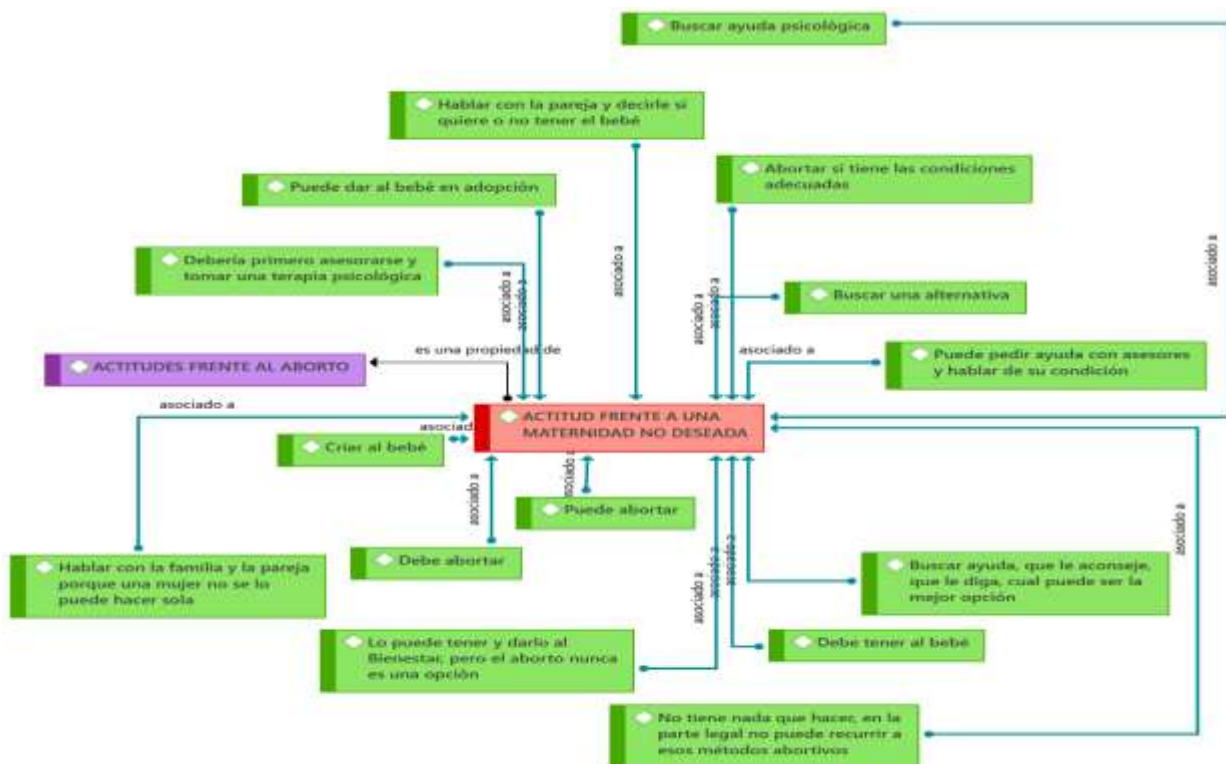 Buscar ayuda psicológica
Hablar con la pareja y decirle si
quiere o no tener el bebé
Abortar si tiene las condiciones
adecuadas
Puede dar al bebé en adopción
Debería primero asesorarse y
tomar una terapia psicológica
asociado a
asociado a
asociado a
asociado a
asociado a
asociado a
Buscar una alternativa
es una propiedad de
asociado a
Puede pedir ayuda con asesores
y hablar de su condición
ACTITUDES FRENTE AL ABORTO
asociado a
ACTITUD FRENTE A UNA
MATERNIDAD NO DESEADA
Criar al bebé
asociado a
Puede abortar
Debe abortar
asociado a
asociado a
Hablar con la familia y la pareja
porque una mujer no se lo
puede hacer sola
Buscar ayuda, que le aconseje,
que le diga, cual puede ser la
mejor opción
asociado a
asociado a
asociado a
Lo puede tener y darlo al
Bienestar, pero el aborto nunca
es una opción
Debe tener al bebé
No tiene nada que hacer, en la
parte legal no puede recurrir a
esos métodos abortivos